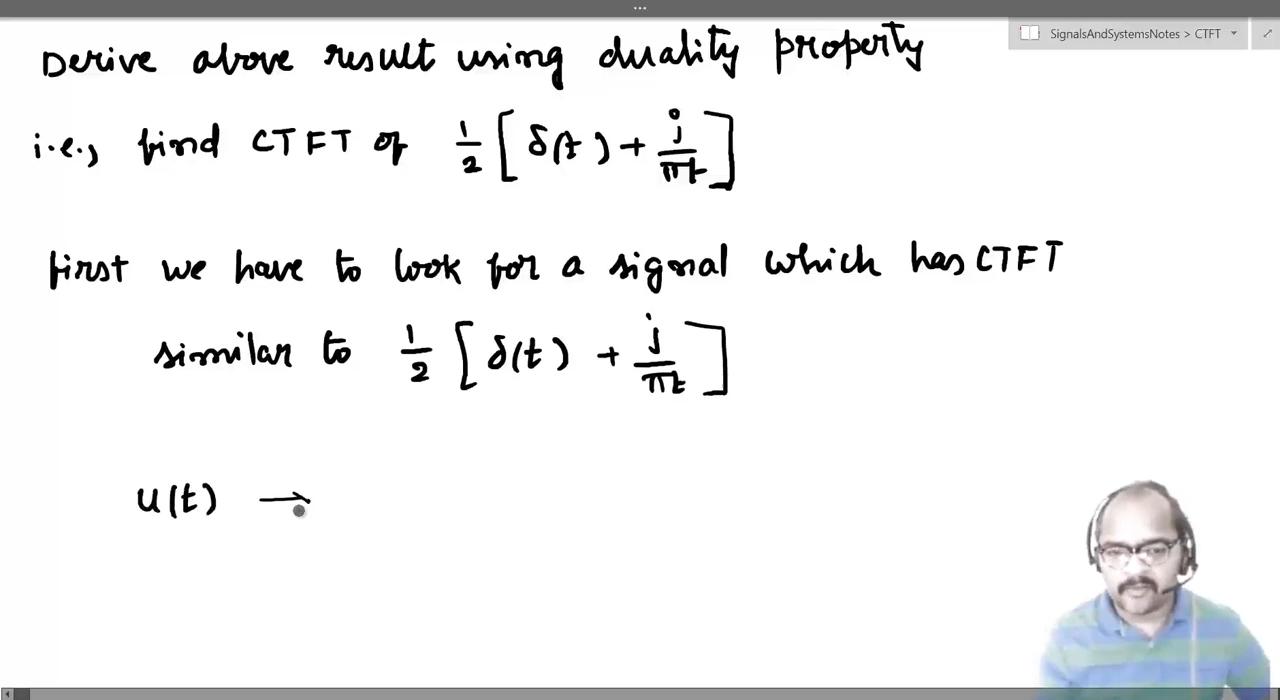 ...
SignalsAndSystemsNotes > CTFT
Derive above result using duality property
i.e., find CTFT of 1/2 [ δ(t) + j/πt ]
first we have to look for a signal which has CTFT
similar to 1/2 [ δ(t) + j/πt ]
u(t) →